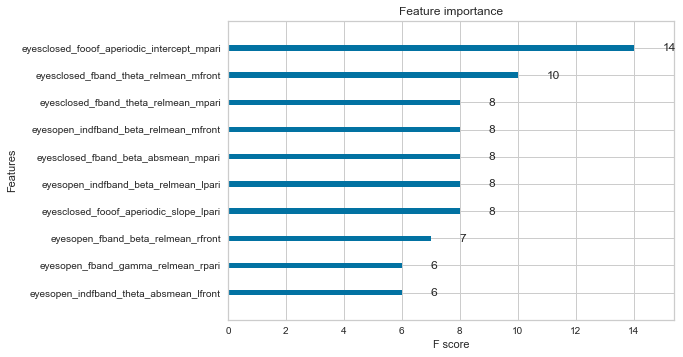 Feature importance
Features
eyesclosed_fooof_aperiodic_intercept_mpari 14
eyesclosed_fband_theta_relmean_mfront 10
eyesclosed_fband_theta_relmean_mpari 8
eyesopen_indfband_beta_relmean_mfront 8
eyesclosed_fband_beta_absmean_mpari 8
eyesopen_indfband_beta_relmean_lpari 8
eyesclosed_fooof_aperiodic_slope_lpari 8
eyesopen_fband_beta_relmean_rfront 7
eyesopen_fband_gamma_relmean_rpari 6
eyesopen_indfband_theta_absmean_lfront 6
0 2 4 6 8 10 12 14
F score